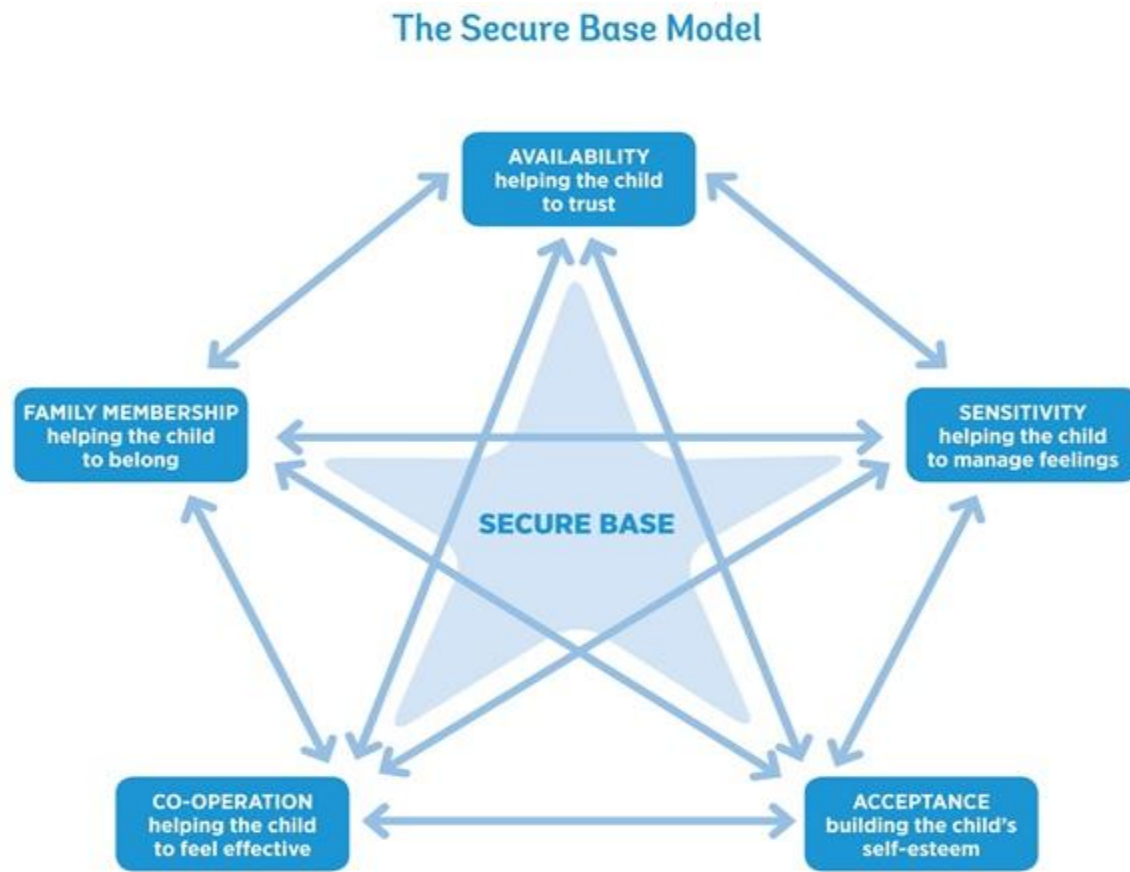 The Secure Base Model
AVAILABILITY
helping the child
to trust
FAMILY MEMBERSHIP
helping the child
to belong
SENSITIVITY
helping the child
to manage feelings
SECURE BASE
CO-OPERATION
helping the child
to feel effective
ACCEPTANCE
building the child's
self-esteem